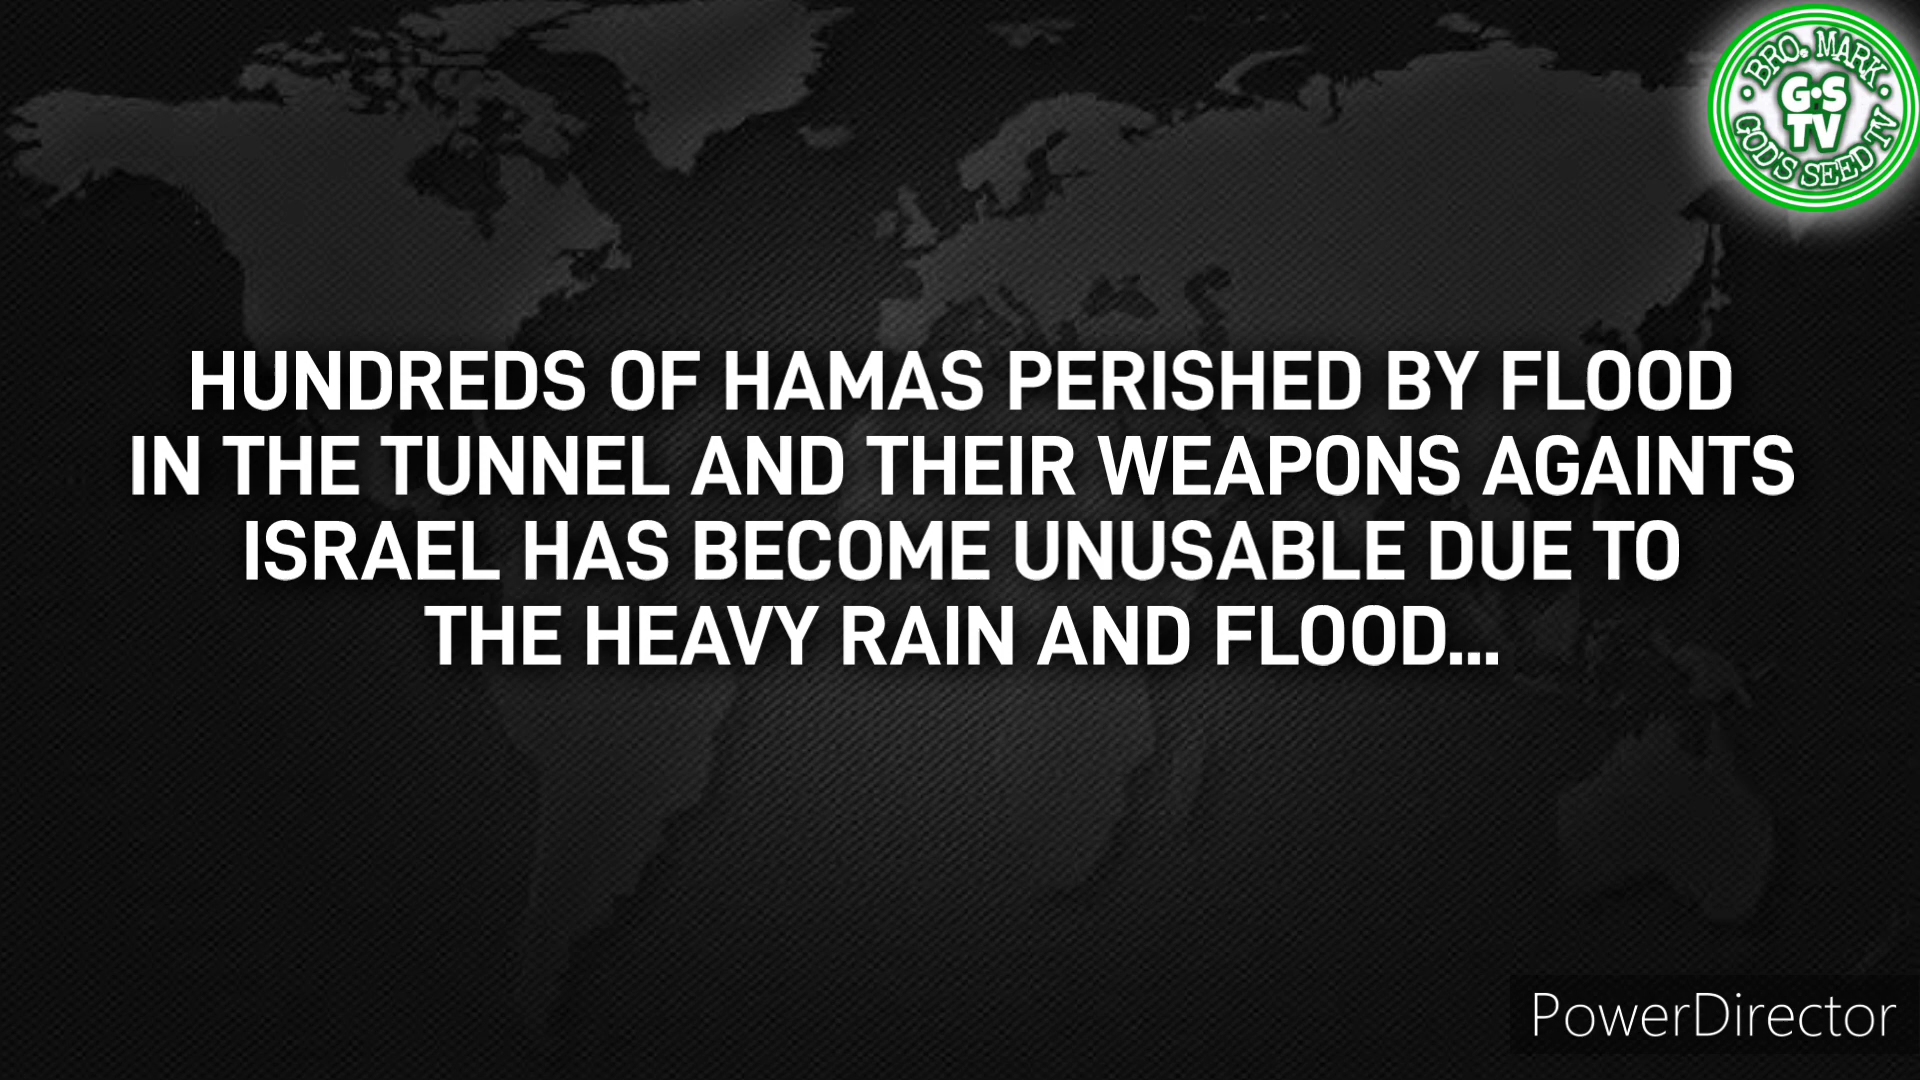 BRO. MARK
G•S
TV
GOD'S SEED TV
HUNDREDS OF HAMAS PERISHED BY FLOOD
IN THE TUNNEL AND THEIR WEAPONS AGAINTS
ISRAEL HAS BECOME UNUSABLE DUE TO
THE HEAVY RAIN AND FLOOD...
PowerDirector